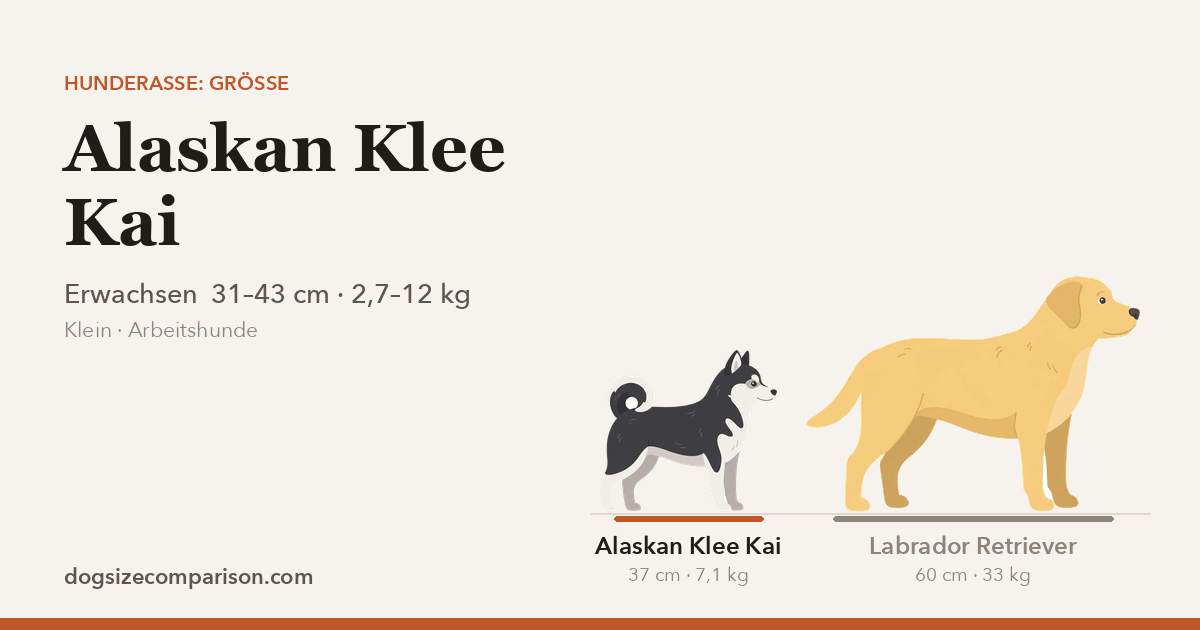 HUNDERASSE: GRÖSSE
Alaskan Klee
Kai
Erwachsen 31–43 cm · 2,7–12 kg
Klein · Arbeitshunde
Alaskan Klee Kai
37 cm · 7,1 kg
Labrador Retriever
60 cm · 33 kg
dogsizecomparison.com